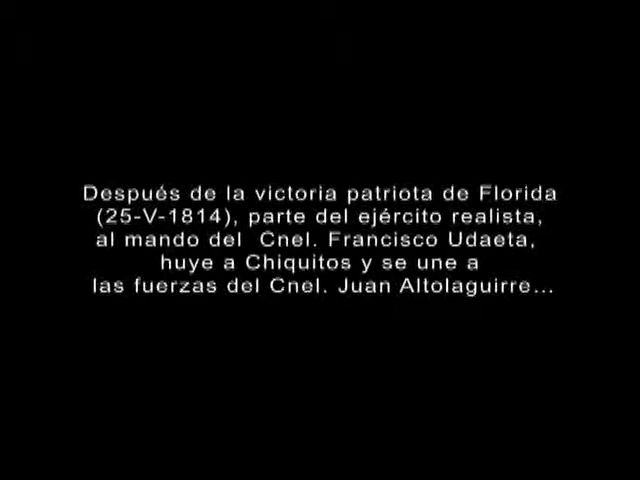 Después de la victoria patriota de Florida
(25-V-1814), parte del ejército realista,
al mando del Cnel. Francisco Udaeta,
huye a Chiquitos y se une a
las fuerzas del Cnel. Juan Altolaguirre...